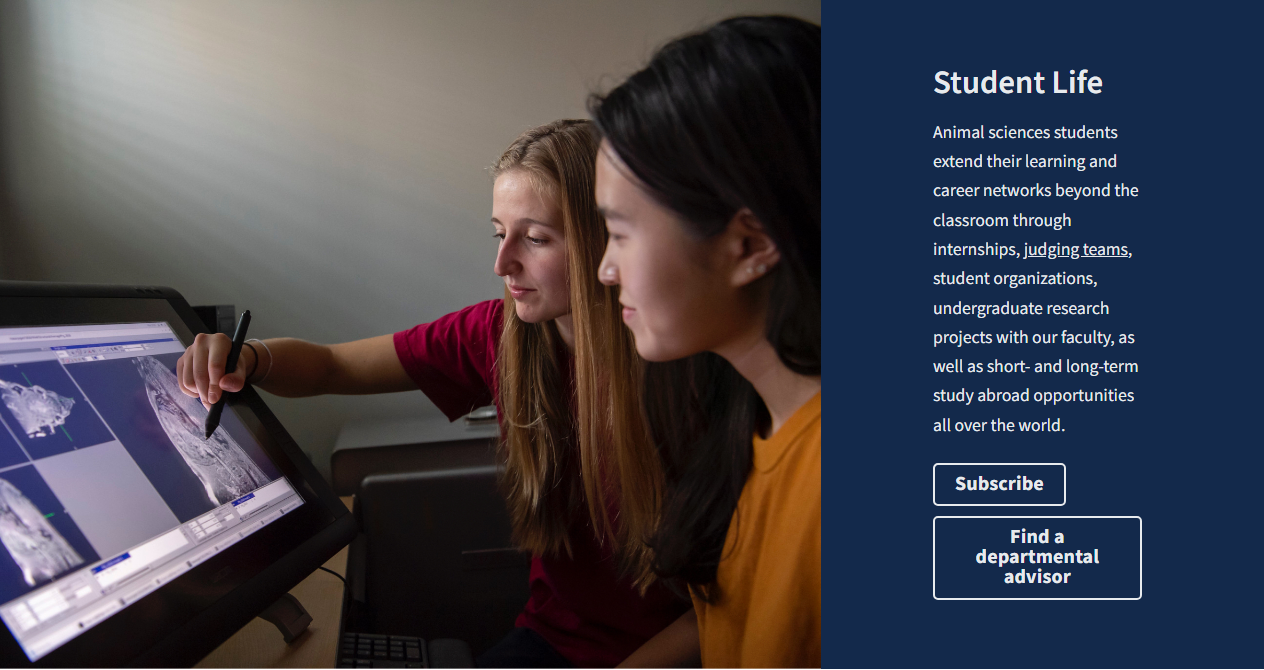 Student Life
Animal sciences students
extend their learning and
career networks beyond the
classroom through
internships, judging teams,
student organizations,
undergraduate research
projects with our faculty, as
well as short- and long-term
study abroad opportunities
all over the world.
Subscribe
Find a
departmental
advisor